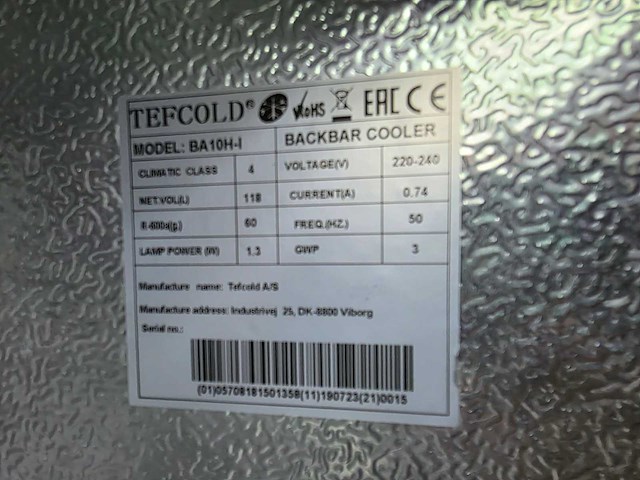 TEFCOLD® RoHS EAC CE
MODEL: BA10H-I BACKBAR COOLER
CLIMATIC CLASS 4 VOLTAGE(V) 220-240
NET.VOL(L) 118 CURRENT(A) 0.74
R-600a(g.) 60 FREQ.(HZ.) 50
LAMP POWER (W) 1.3 GWP 3
Manufacture name: Tefcold A/S
Manufacture address: Industrivej 25, DK-8800 Viborg
Serial no.:
(01)05708181501358(11)190723(21)0015